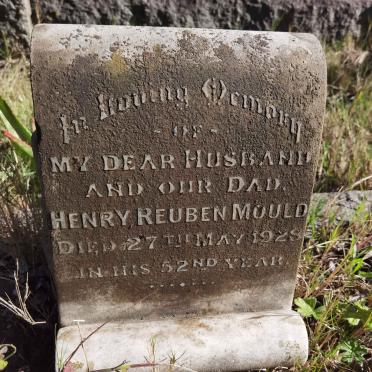 In Loving Memory
- OF -
MY DEAR HUSBAND
AND OUR DAD.
HENRY REUBEN MOULD
DIED 27TH MAY 1928
IN HIS 52ND YEAR